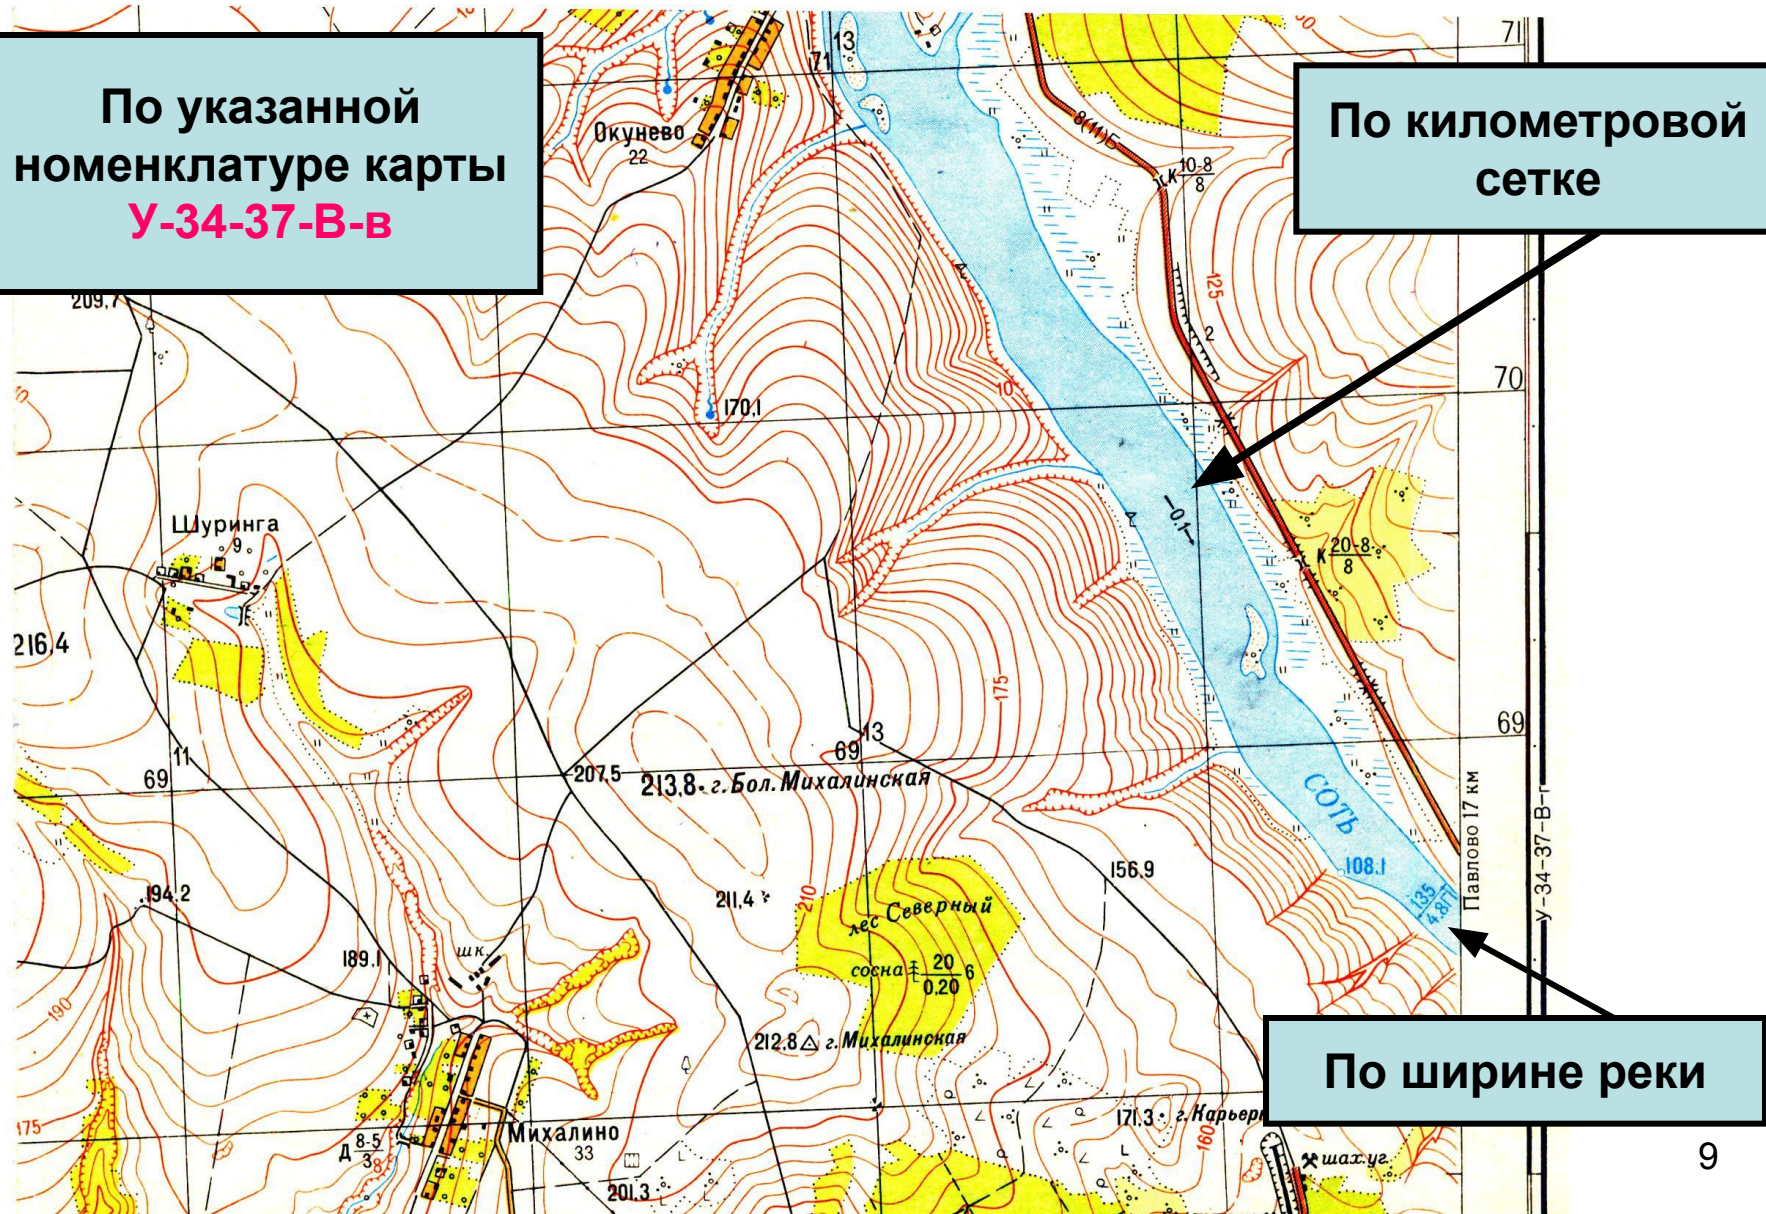 По указанной
номенклатуре карты
У-34-37-В-в
По километровой
сетке
По ширине реки
13
71
71
Окунево
22
8(11)Б
К 10-8
8
125
2
209,7
70
10
170,1
Шуринга
9
0.1
К 20-8
8
216,4
175
69
11
69
13
69
207,5
213,8 г. Бол. Михалинская
СОТЬ
108.1
135
4,8П
Павлово 17 км
У-34-37-В-г
194.2
211,4
210
156.9
лес Северный
189.1
шк.
сосна 20 6
0,20
190
212,8 г. Михалинская
175
171.3 г. Карьер
160
Д 8-5
3
8
Михалино
33
201.3
шах.уг.
9